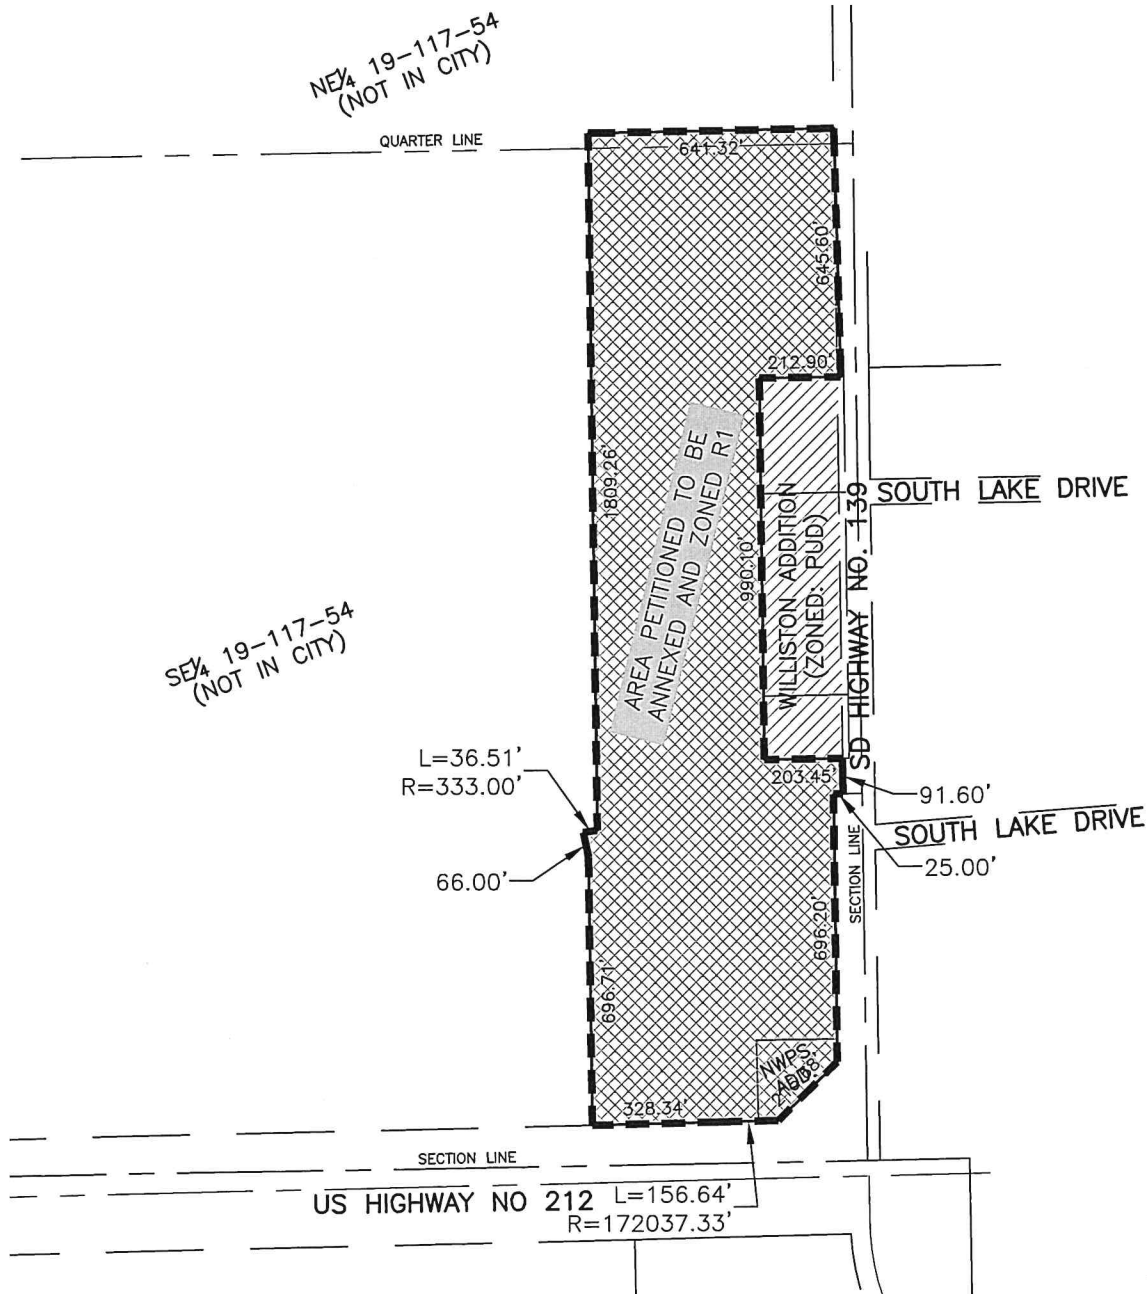 NE¼ 19-117-54
(NOT IN CITY)
QUARTER LINE
641.32'
645.60'
212.90'
1809.26'
AREA PETITIONED TO BE
ANNEXED AND ZONED R1
990.10'
WILLISTON ADDITION
(ZONED: PUD)
SD HIGHWAY NO. 139
SOUTH LAKE DRIVE
SE¼ 19-117-54
(NOT IN CITY)
L=36.51'
R=333.00'
203.45'
91.60'
SOUTH LAKE DRIVE
25.00'
66.00'
SECTION LINE
696.20'
696.71'
NWPS
ADD.
328.34'
SECTION LINE
US HIGHWAY NO 212
L=156.64'
R=172037.33'